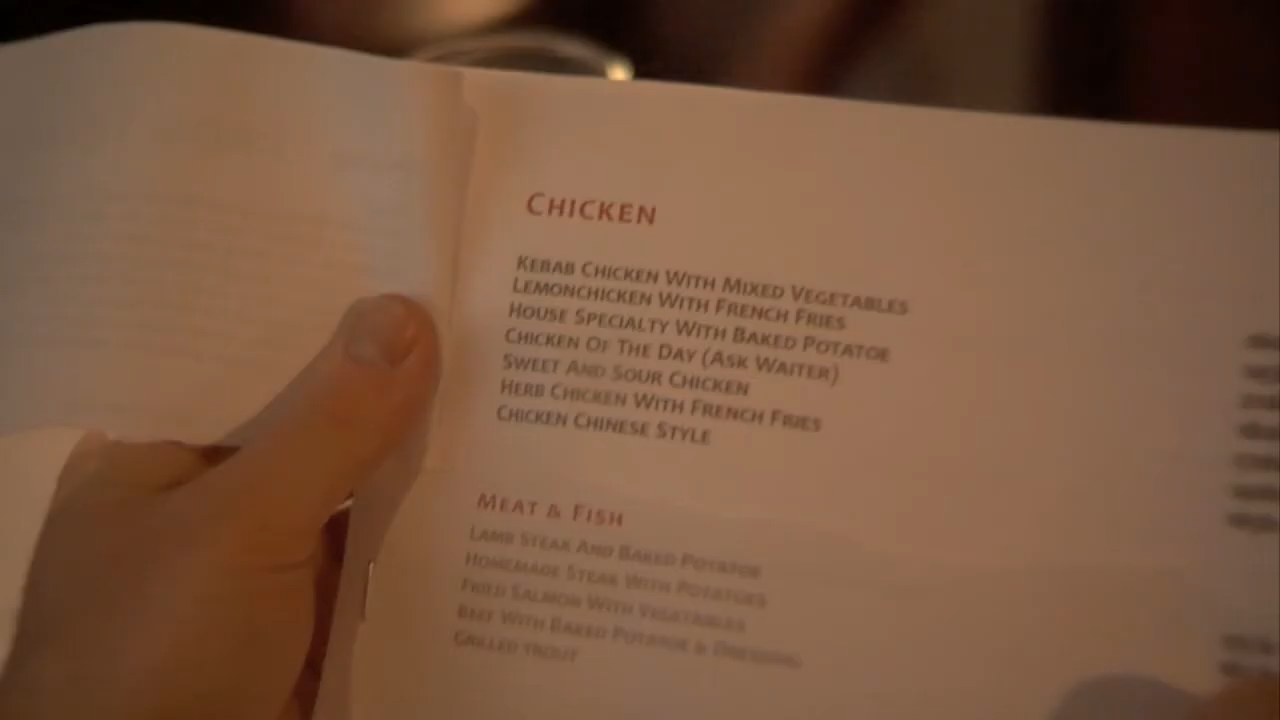 CHICKEN
KEBAB CHICKEN WITH MIXED VEGETABLES
LEMONCHICKEN WITH FRENCH FRIES
HOUSE SPECIALTY WITH BAKED POTATOE
CHICKEN OF THE DAY (ASK WAITER)
SWEET AND SOUR CHICKEN
HERB CHICKEN WITH FRENCH FRIES
CHICKEN CHINESE STYLE
MEAT & FISH
LAMB STEAK AND BAKED POTATOE
HOMEMADE STEAK WITH POTATOES
FRIED SALMON WITH VEGETABLES
BEEF WITH BAKED POTATOE & DRESSING
GRILLED TROUT